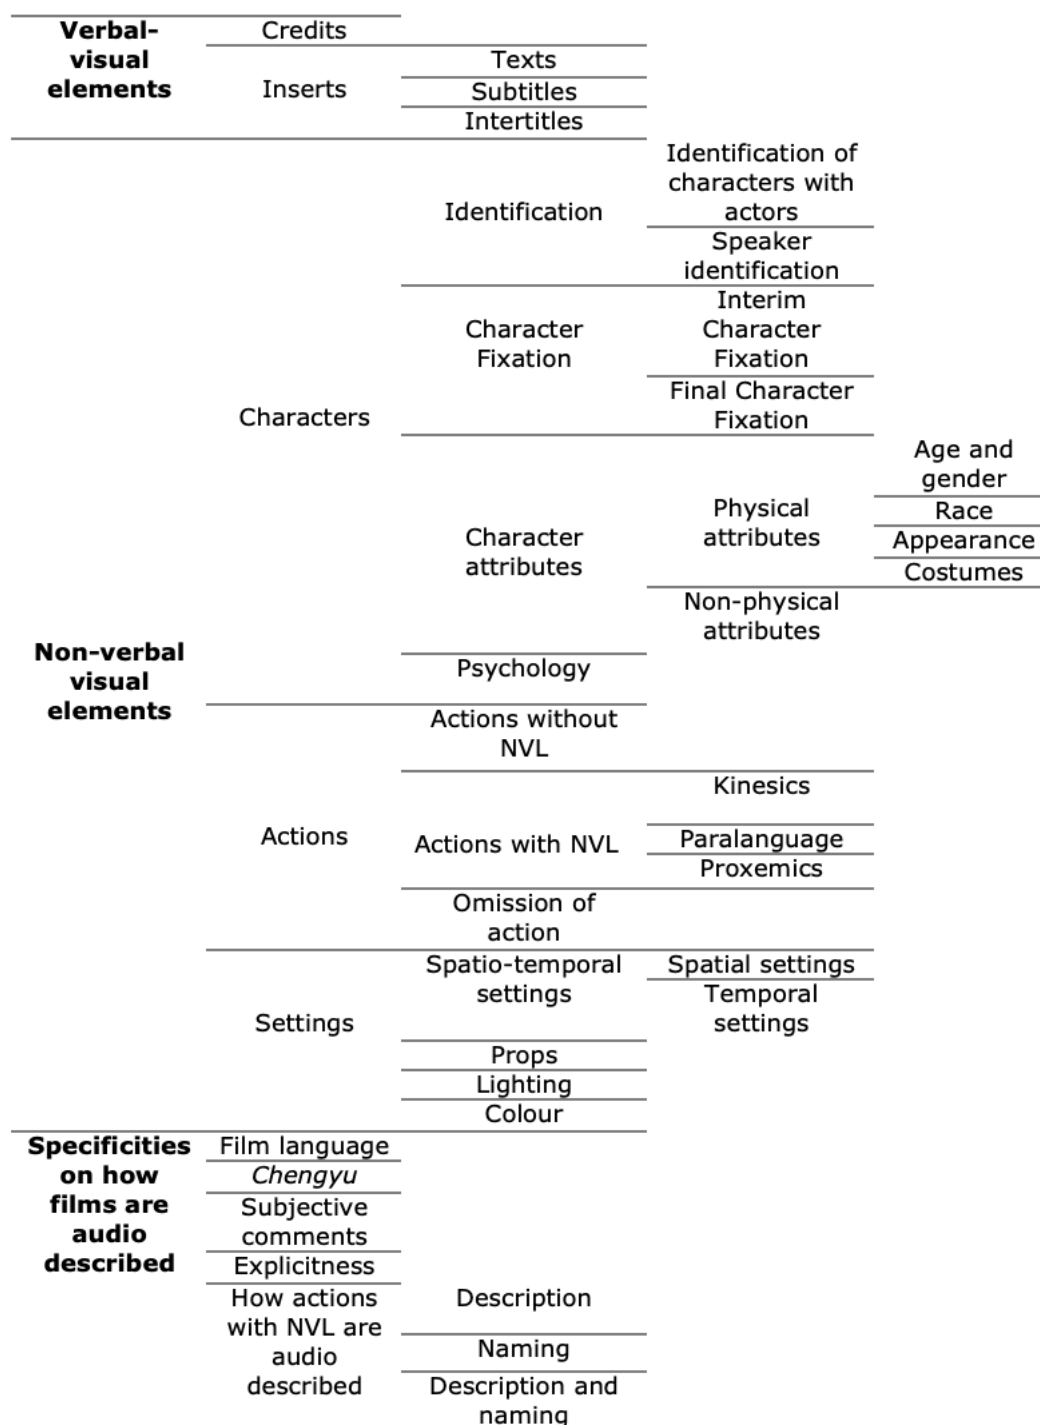 Verbal-
visual
elements
Credits
Inserts
Texts
Subtitles
Intertitles
Non-verbal
visual
elements
Characters
Identification
Identification of
characters with
actors
Speaker
identification
Character
Fixation
Interim
Character
Fixation
Final Character
Fixation
Character
attributes
Physical
attributes
Age and
gender
Race
Appearance
Costumes
Non-physical
attributes
Psychology
Actions
Actions without
NVL
Actions with NVL
Kinesics
Paralanguage
Proxemics
Omission of
action
Settings
Spatio-temporal
settings
Spatial settings
Temporal
settings
Props
Lighting
Colour
Specificities
on how
films are
audio
described
Film language
Chengyu
Subjective
comments
Explicitness
How actions
with NVL are
audio
described
Description
Naming
Description and
naming